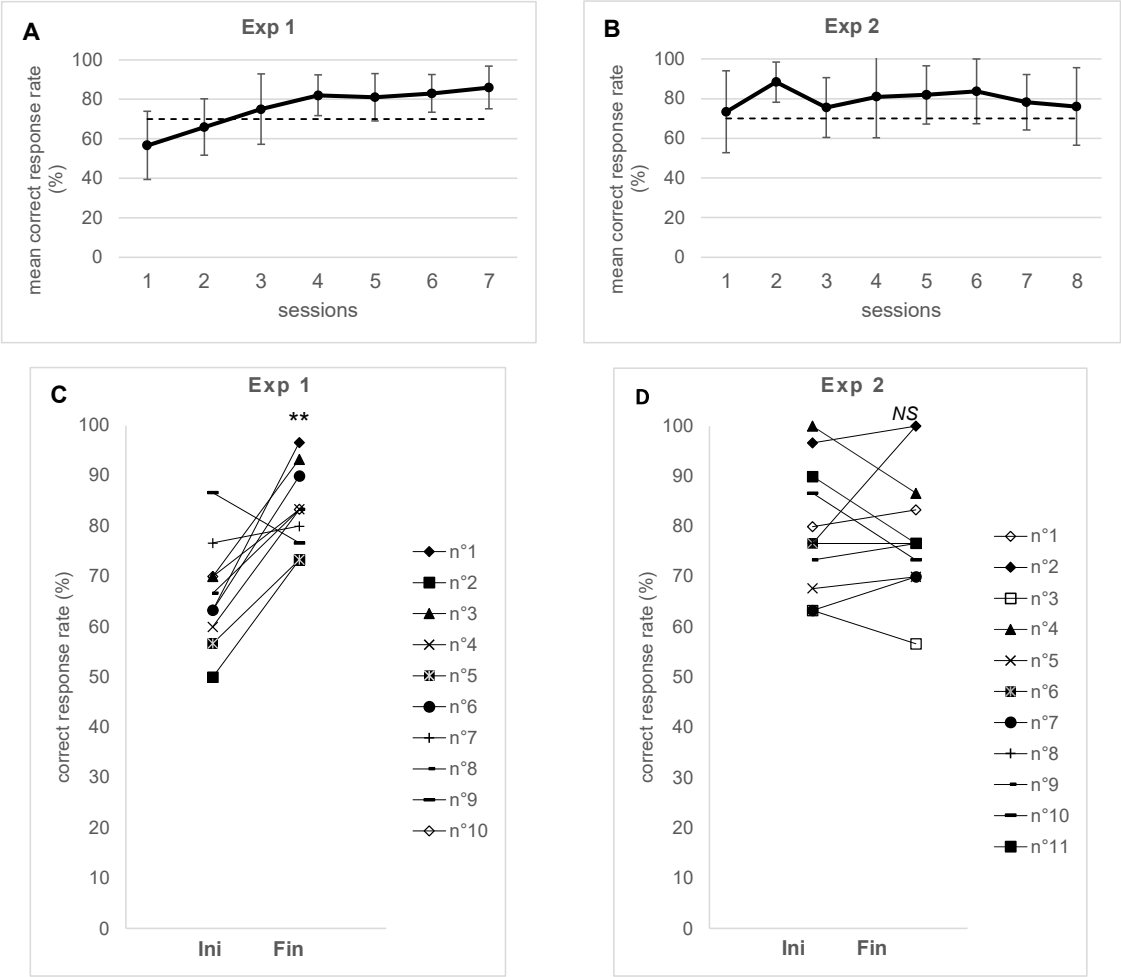 A
Exp 1
mean correct response rate
(%)
100
80
60
40
20
0
1 2 3 4 5 6 7
sessions
B
Exp 2
mean correct response rate
(%)
100
80
60
40
20
0
1 2 3 4 5 6 7 8
sessions
C
Exp 1
**
correct response rate (%)
100
90
80
70
60
50
40
30
20
10
0
Ini Fin
n°1
n°2
n°3
n°4
n°5
n°6
n°7
n°8
n°9
n°10
D
Exp 2
NS
correct response rate (%)
100
90
80
70
60
50
40
30
20
10
0
Ini Fin
n°1
n°2
n°3
n°4
n°5
n°6
n°7
n°8
n°9
n°10
n°11